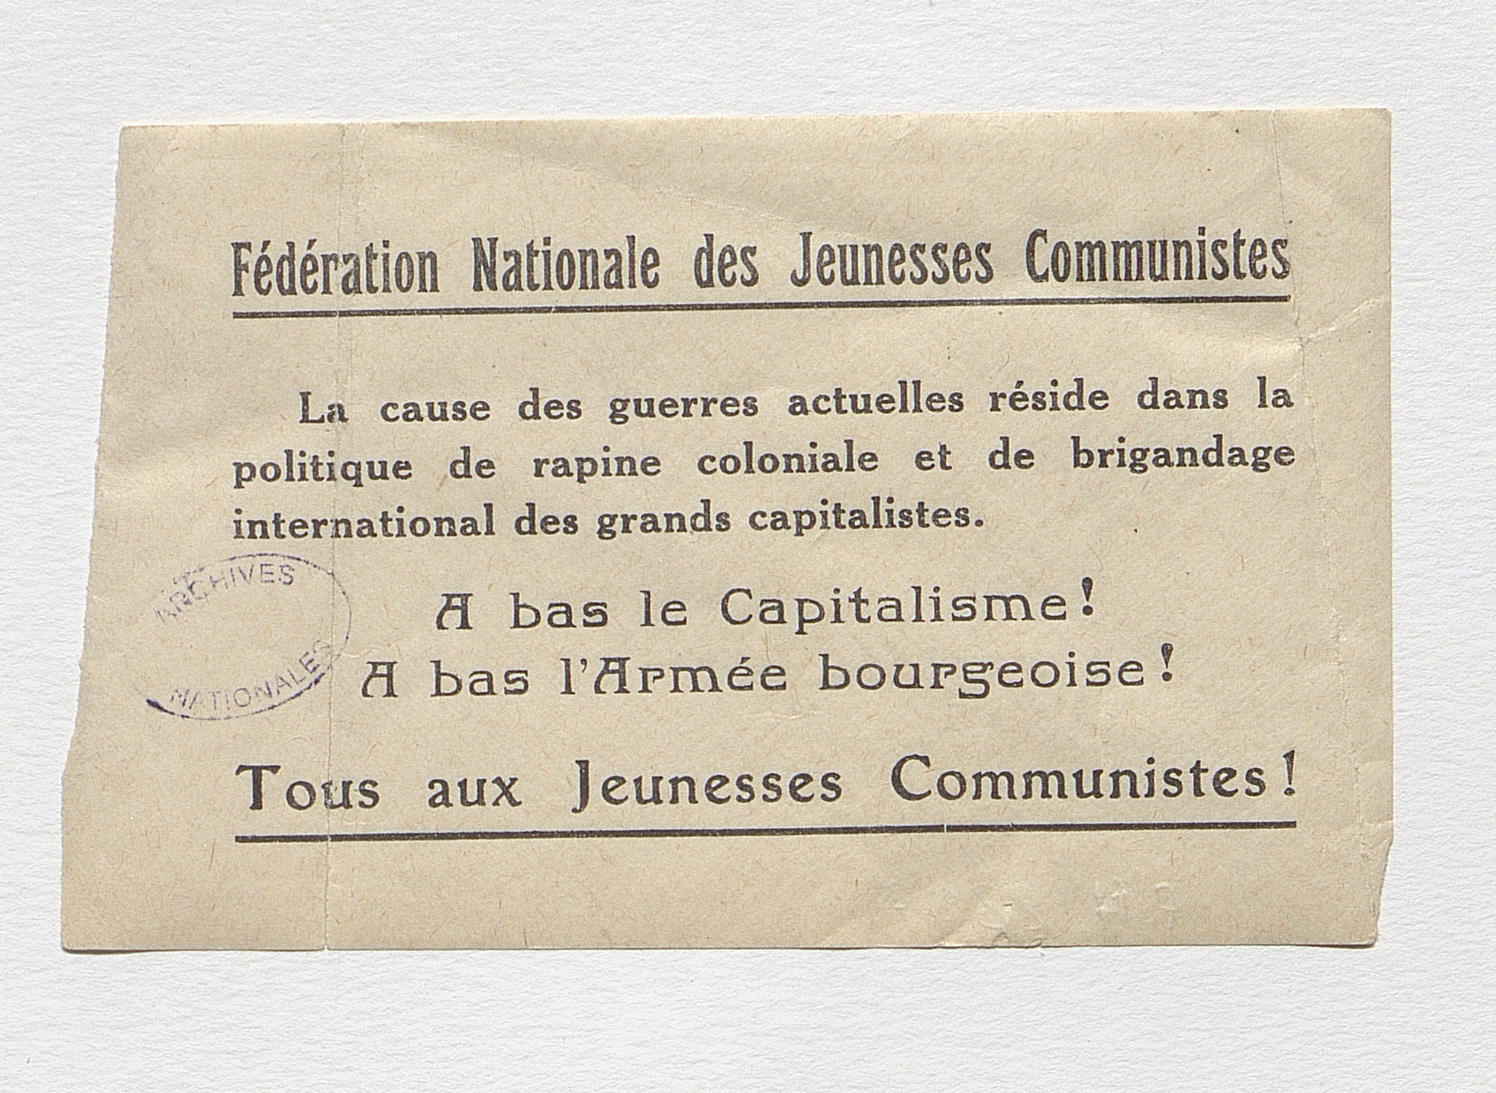 Fédération Nationale des Jeunesses Communistes
La cause des guerres actuelles réside dans la
politique de rapine coloniale et de brigandage
international des grands capitalistes.
A bas le Capitalisme !
A bas l'Armée bourgeoise !
Tous aux Jeunesses Communistes !
ARCHIVES
NATIONALES